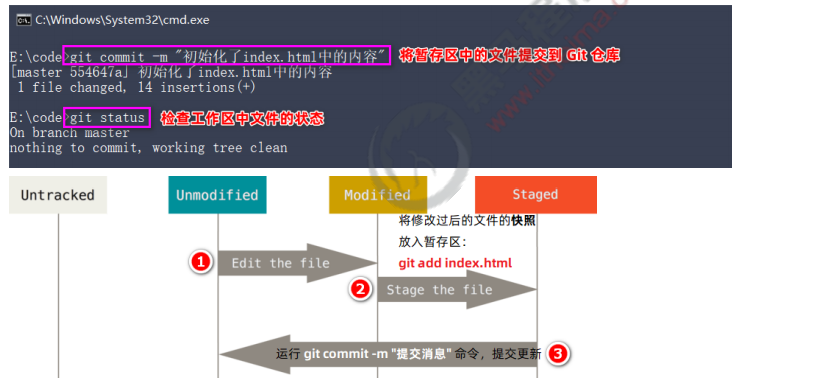 C:\Windows\System32\cmd.exe
E:\code>git commit -m "初始化了index.html中的内容" 将暂存区中的文件提交到 Git 仓库
[master 554647a] 初始化了index.html中的内容
1 file changed, 14 insertions(+)
E:\code>git status 检查工作区中文件的状态
On branch master
nothing to commit, working tree clean
Untracked Unmodified Modified Staged
将修改过后的文件的快照
放入暂存区：
git add index.html
1 Edit the file
2 Stage the file
运行 git commit -m "提交消息" 命令，提交更新 3